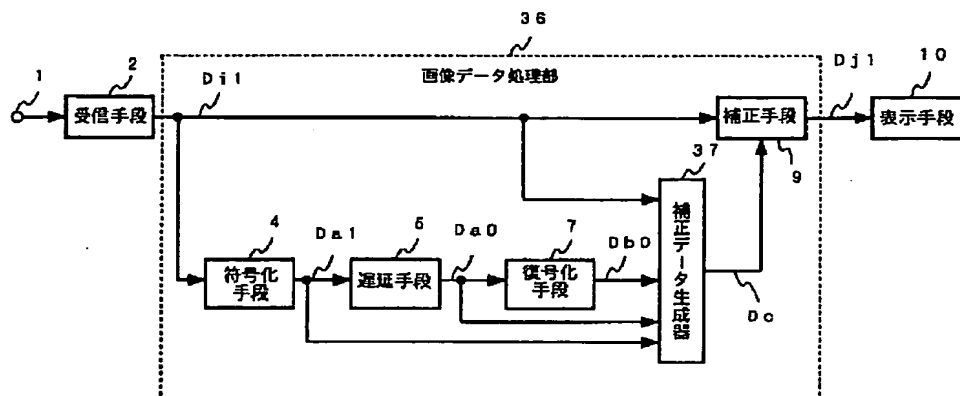 36
画像データ処理部
1
2
受信手段
Di1
補正手段
9
Dj1
10
表示手段
37
補正データ生成器
Dc
4
符号化
手段
Da1
5
遅延手段
Da0
7
復号化
手段
Db0